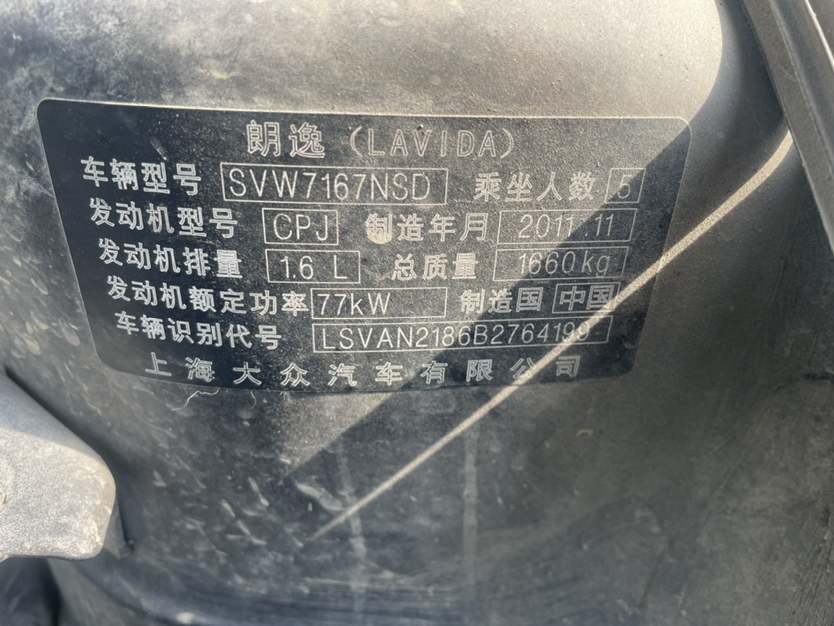 朗逸(LAVIDA)
车辆型号 SVW7167NSD 乘坐人数 5
发动机型号 CPJ 制造年月 2011.11
发动机排量 1.6 L 总质量 1660kg
发动机额定功率 77kW 制造国 中国
车辆识别代号 LSVAN2186B2764199
上海大众汽车有限公司